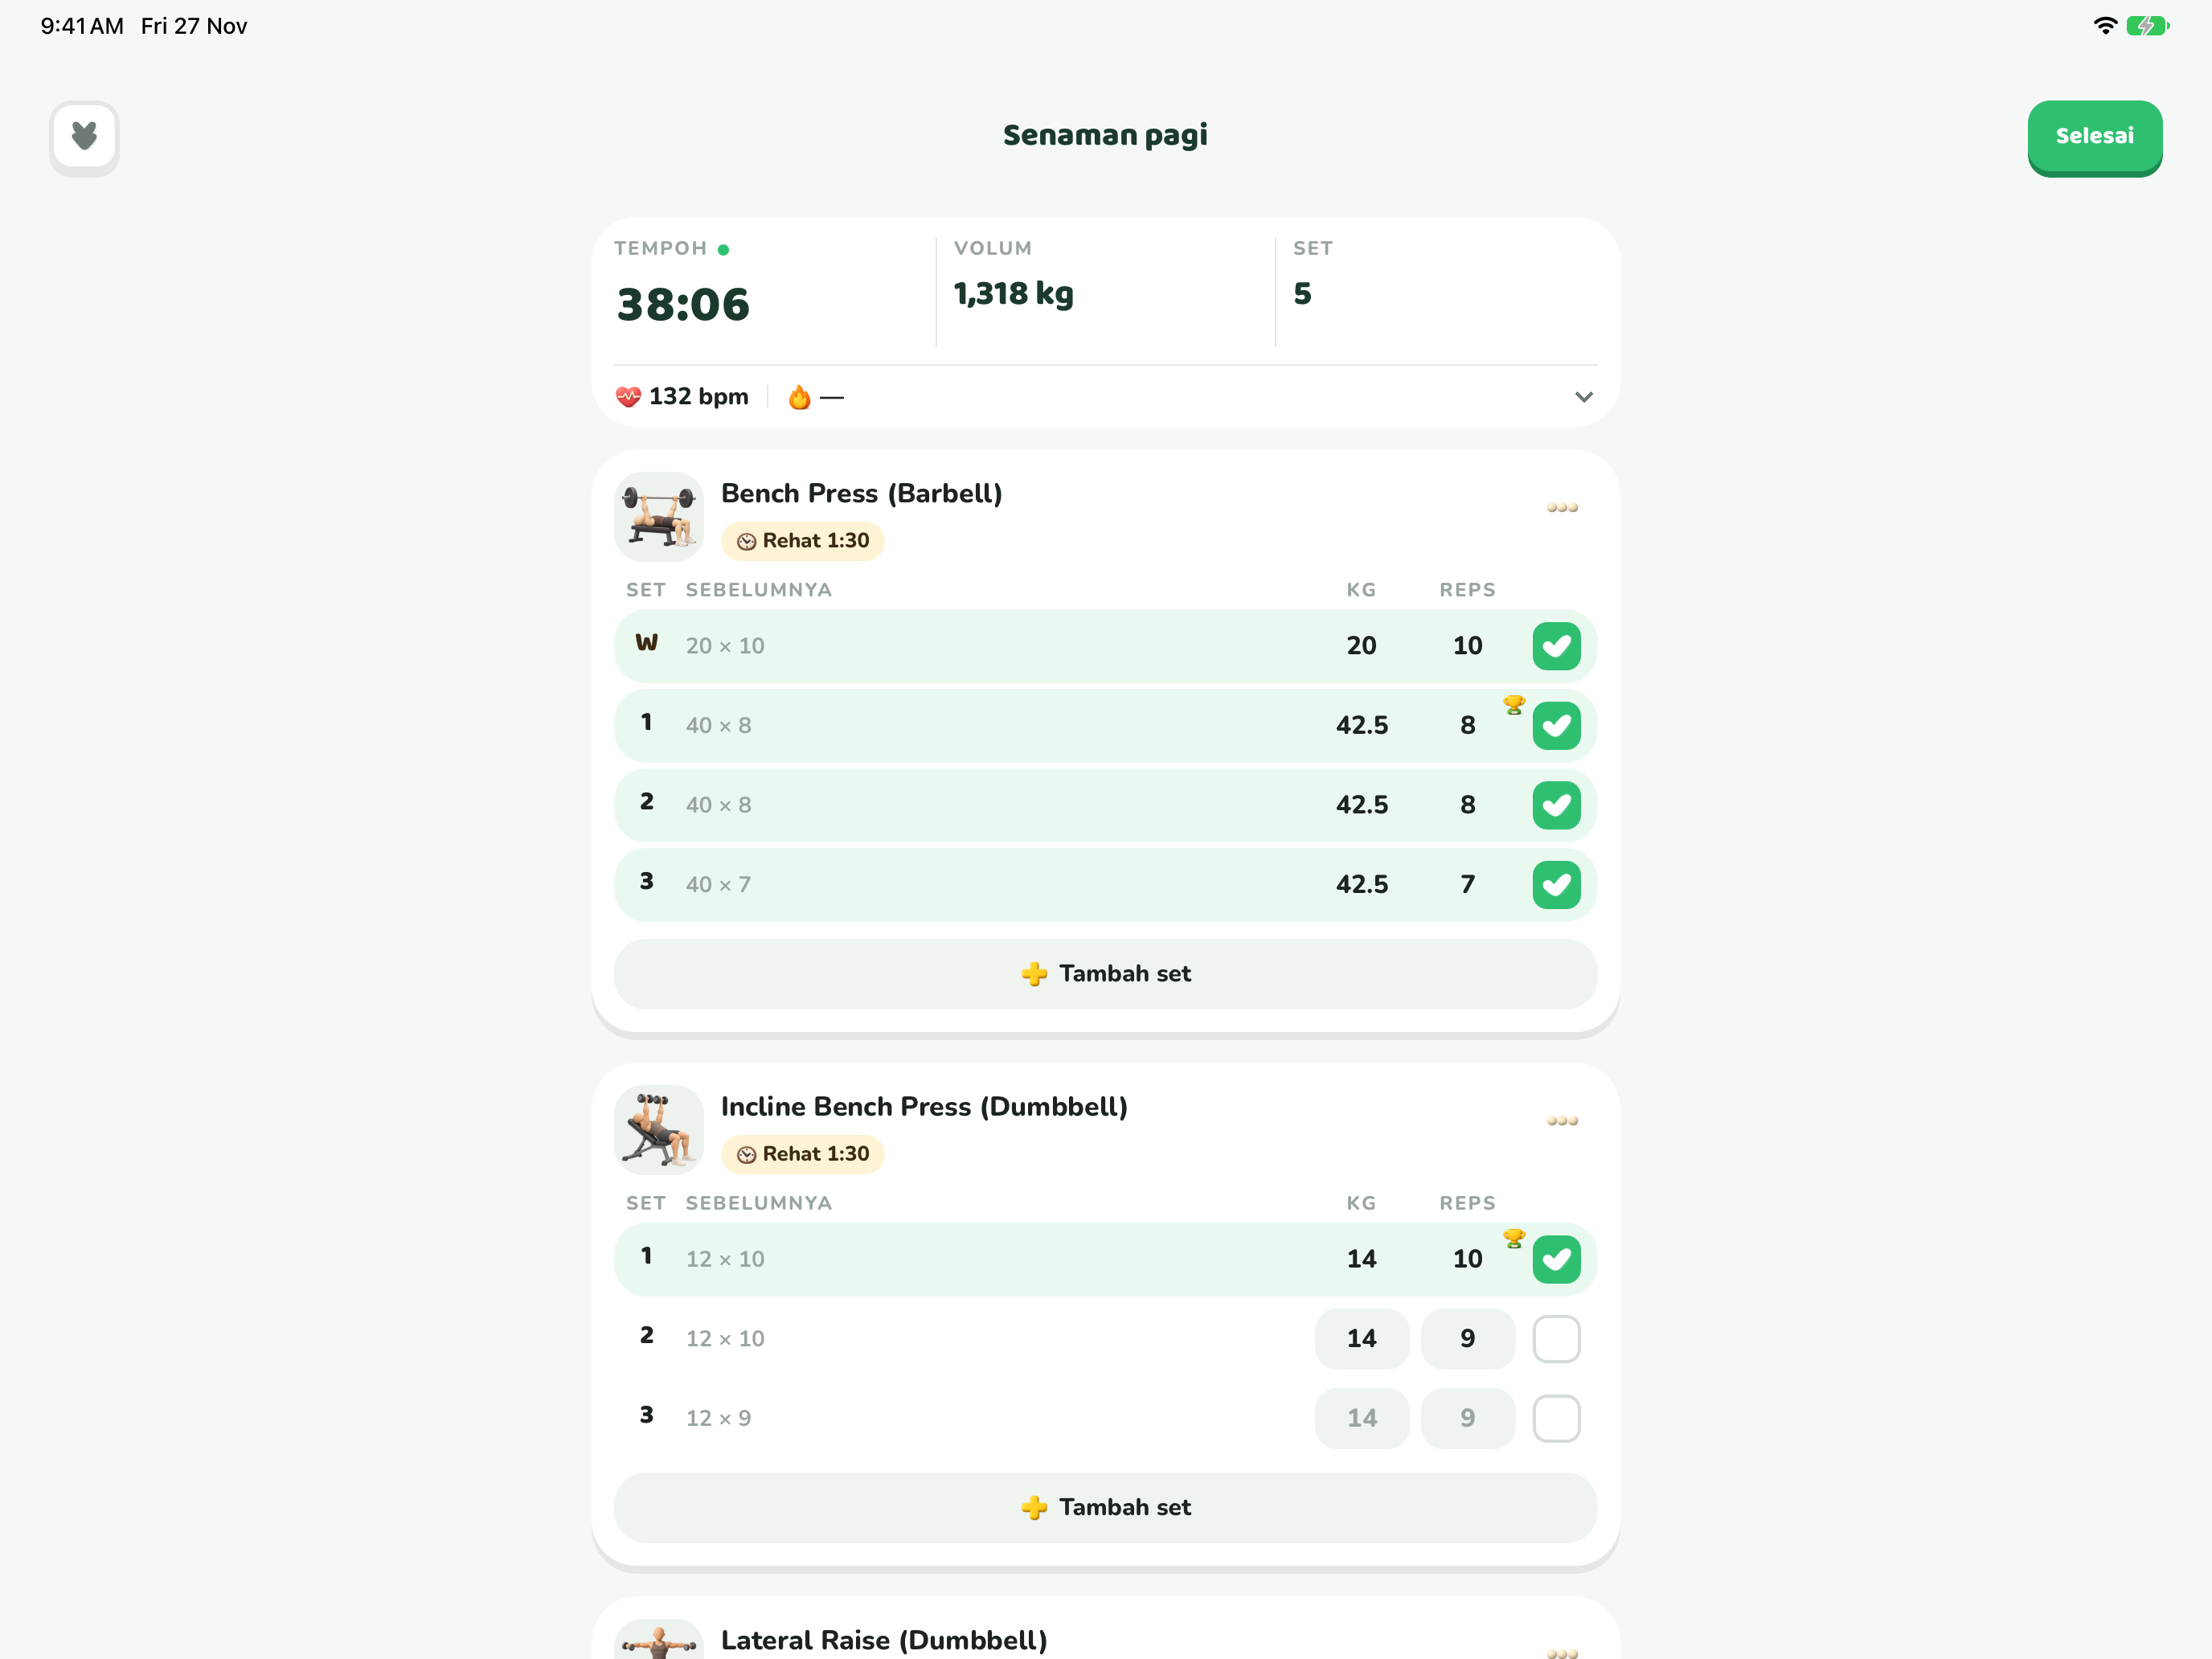 9:41 AM Fri 27 Nov
Senaman pagi
Selesai
TEMPOH
38:06
VOLUM
1,318 kg
SET
5
132 bpm
—
Bench Press (Barbell)
Rehat 1:30
SET SEBELUMNYA KG REPS
W 20 × 10 20 10
1 40 × 8 42.5 8
2 40 × 8 42.5 8
3 40 × 7 42.5 7
Tambah set
Incline Bench Press (Dumbbell)
Rehat 1:30
SET SEBELUMNYA KG REPS
1 12 × 10 14 10
2 12 × 10 14 9
3 12 × 9 14 9
Tambah set
Lateral Raise (Dumbbell)